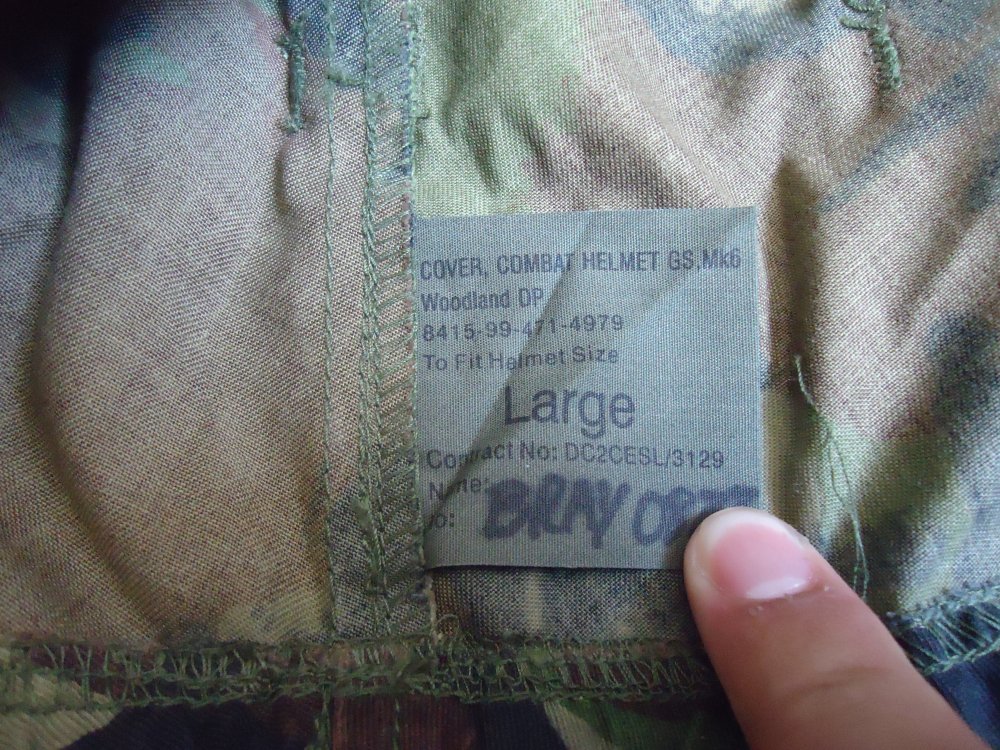 COVER, COMBAT HELMET GS,Mk6
Woodland DP
8415-99-471-4979
To Fit Helmet Size
Large
Contract No: DC2CESL/3129
Name: BRAY
No: